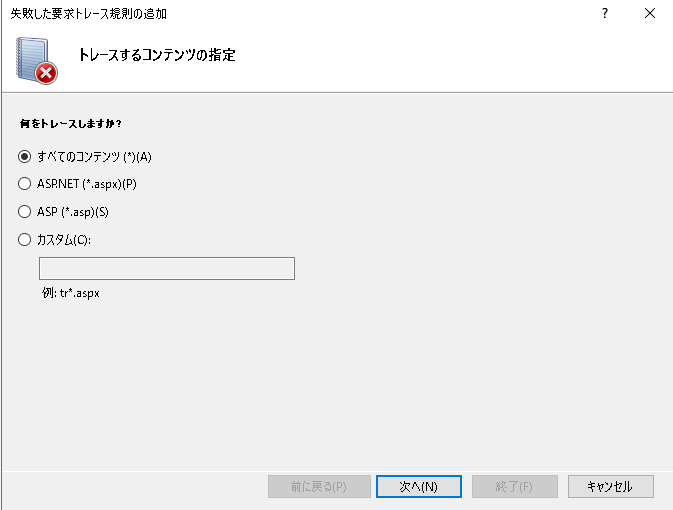 失敗した要求トレース規則の追加
?
トレースするコンテンツの指定
何をトレースしますか?
すべてのコンテンツ (*)(A)
ASP.NET (*.aspx)(P)
ASP (*.asp)(S)
カスタム(C):
例: tr*.aspx
前に戻る(P) 次へ(N) 終了(F) キャンセル